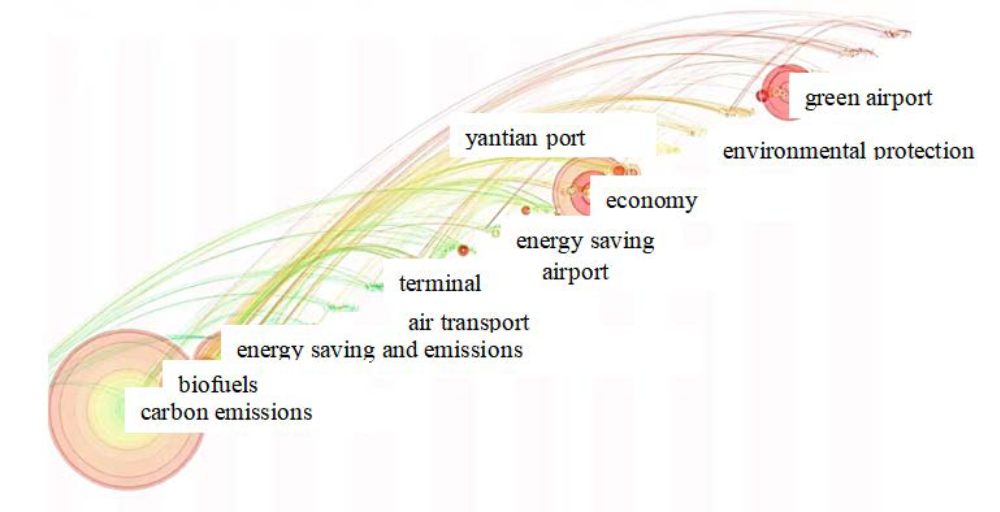 green airport
yantian port
environmental protection
economy
energy saving
airport
terminal
air transport
energy saving and emissions
biofuels
carbon emissions